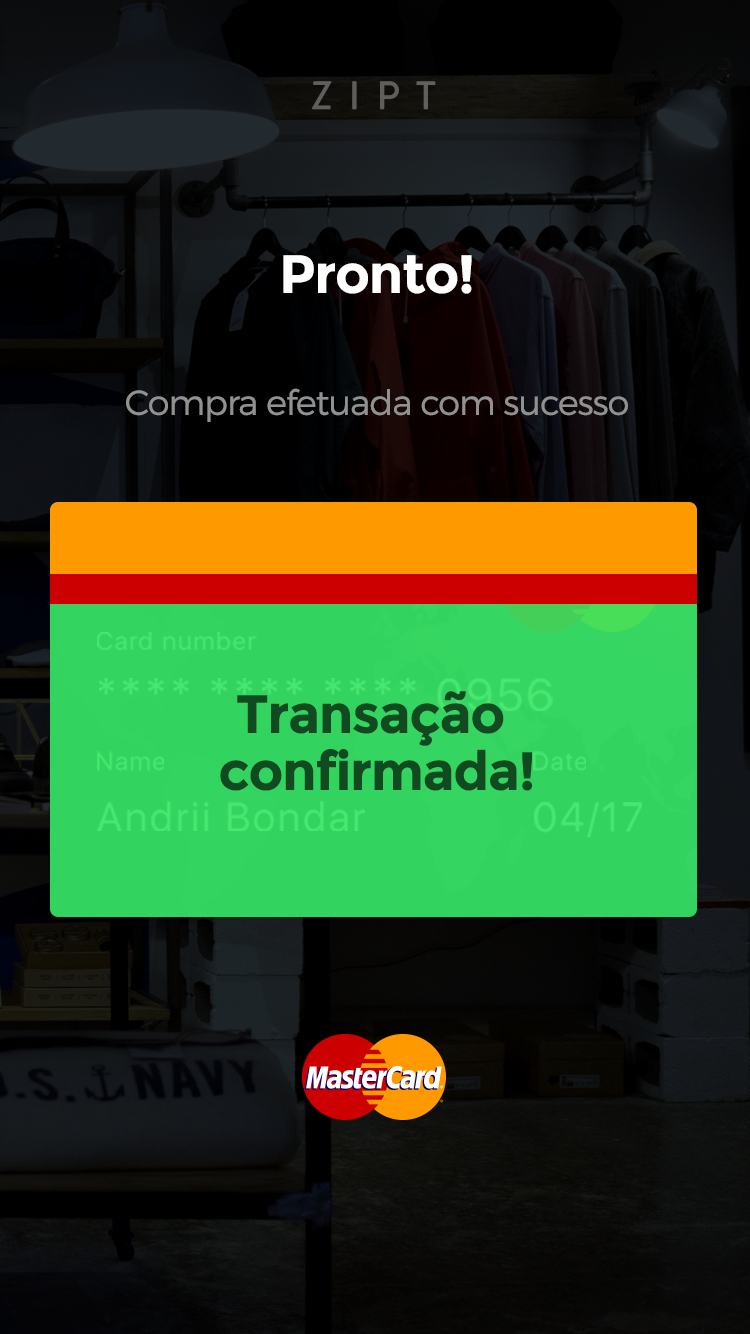 ZIPT
Pronto!
Compra efetuada com sucesso
Card number
**** **** **** 0956
Transação
confirmada!
Name
Date
Andrii Bondar
04/17
U.S. NAVY
MasterCard